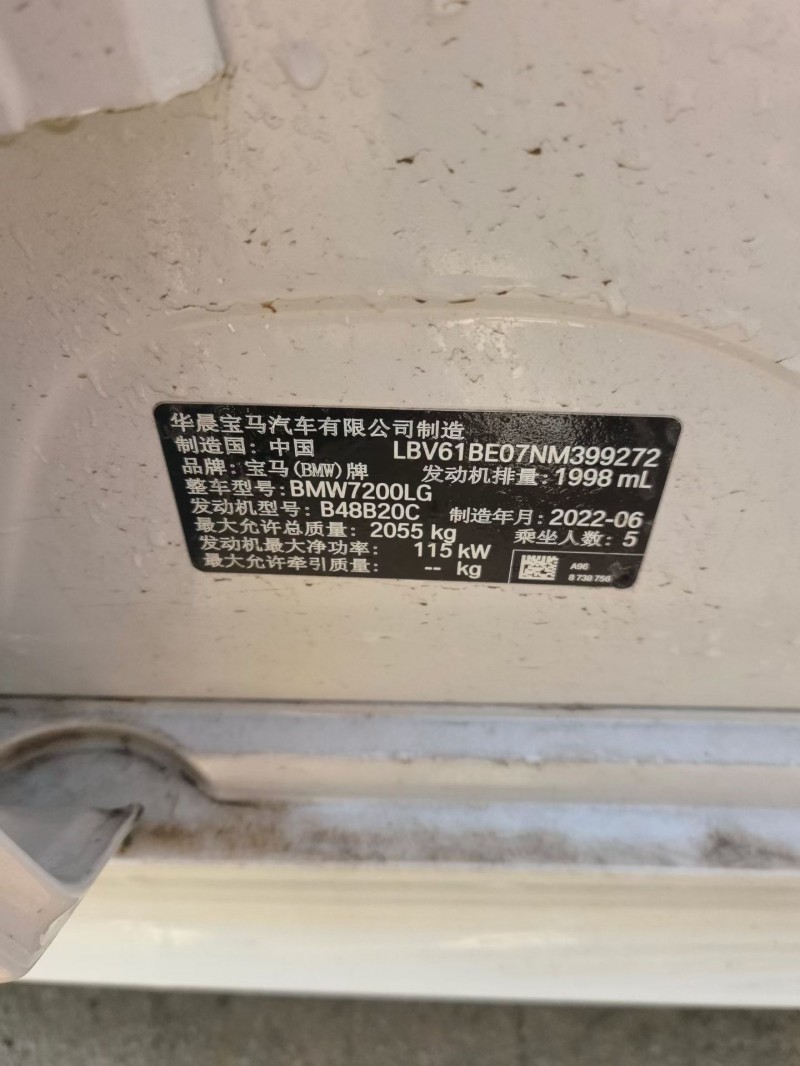 华晨宝马汽车有限公司制造
制造国: 中国 LBV61BE07NM399272
品牌: 宝马(BMW)牌 发动机排量: 1998 mL
整车型号: BMW7200LG
发动机型号: B48B20C 制造年月: 2022-06
最大允许总质量: 2055 kg 乘坐人数: 5
发动机最大净功率: 115 kW
最大允许牵引质量: -- kg
A96
8 738 756